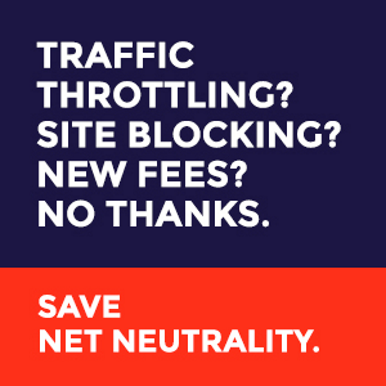 TRAFFIC
THROTTLING?
SITE BLOCKING?
NEW FEES?
NO THANKS.
SAVE
NET NEUTRALITY.